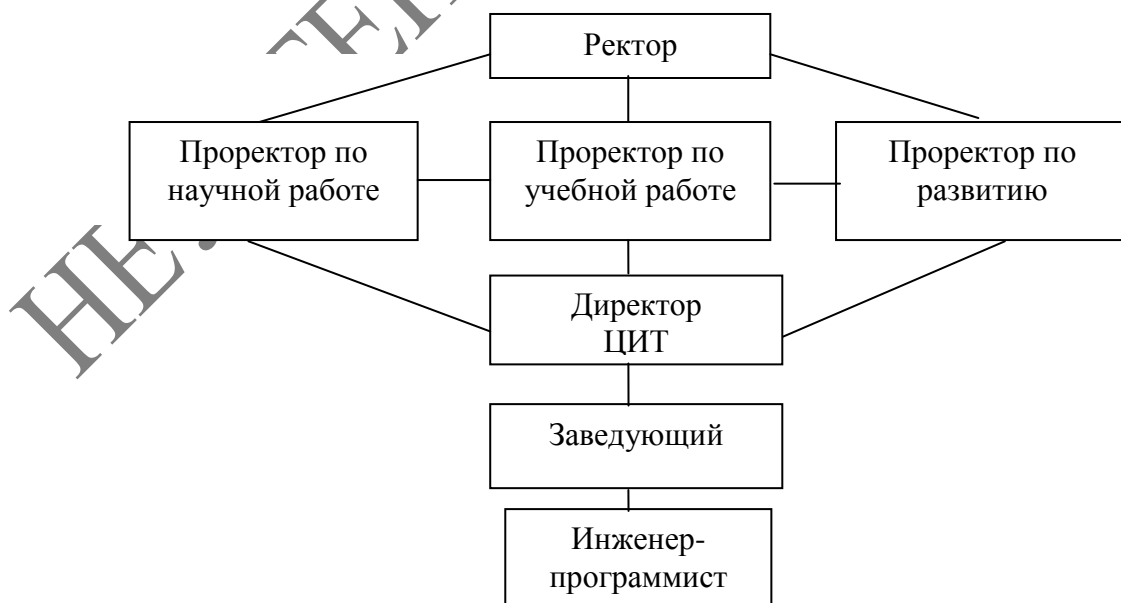 Ректор
Проректор по
научной работе
Проректор по
учебной работе
Проректор по
развитию
Директор
ЦИТ
Заведующий
Инженер-
программист